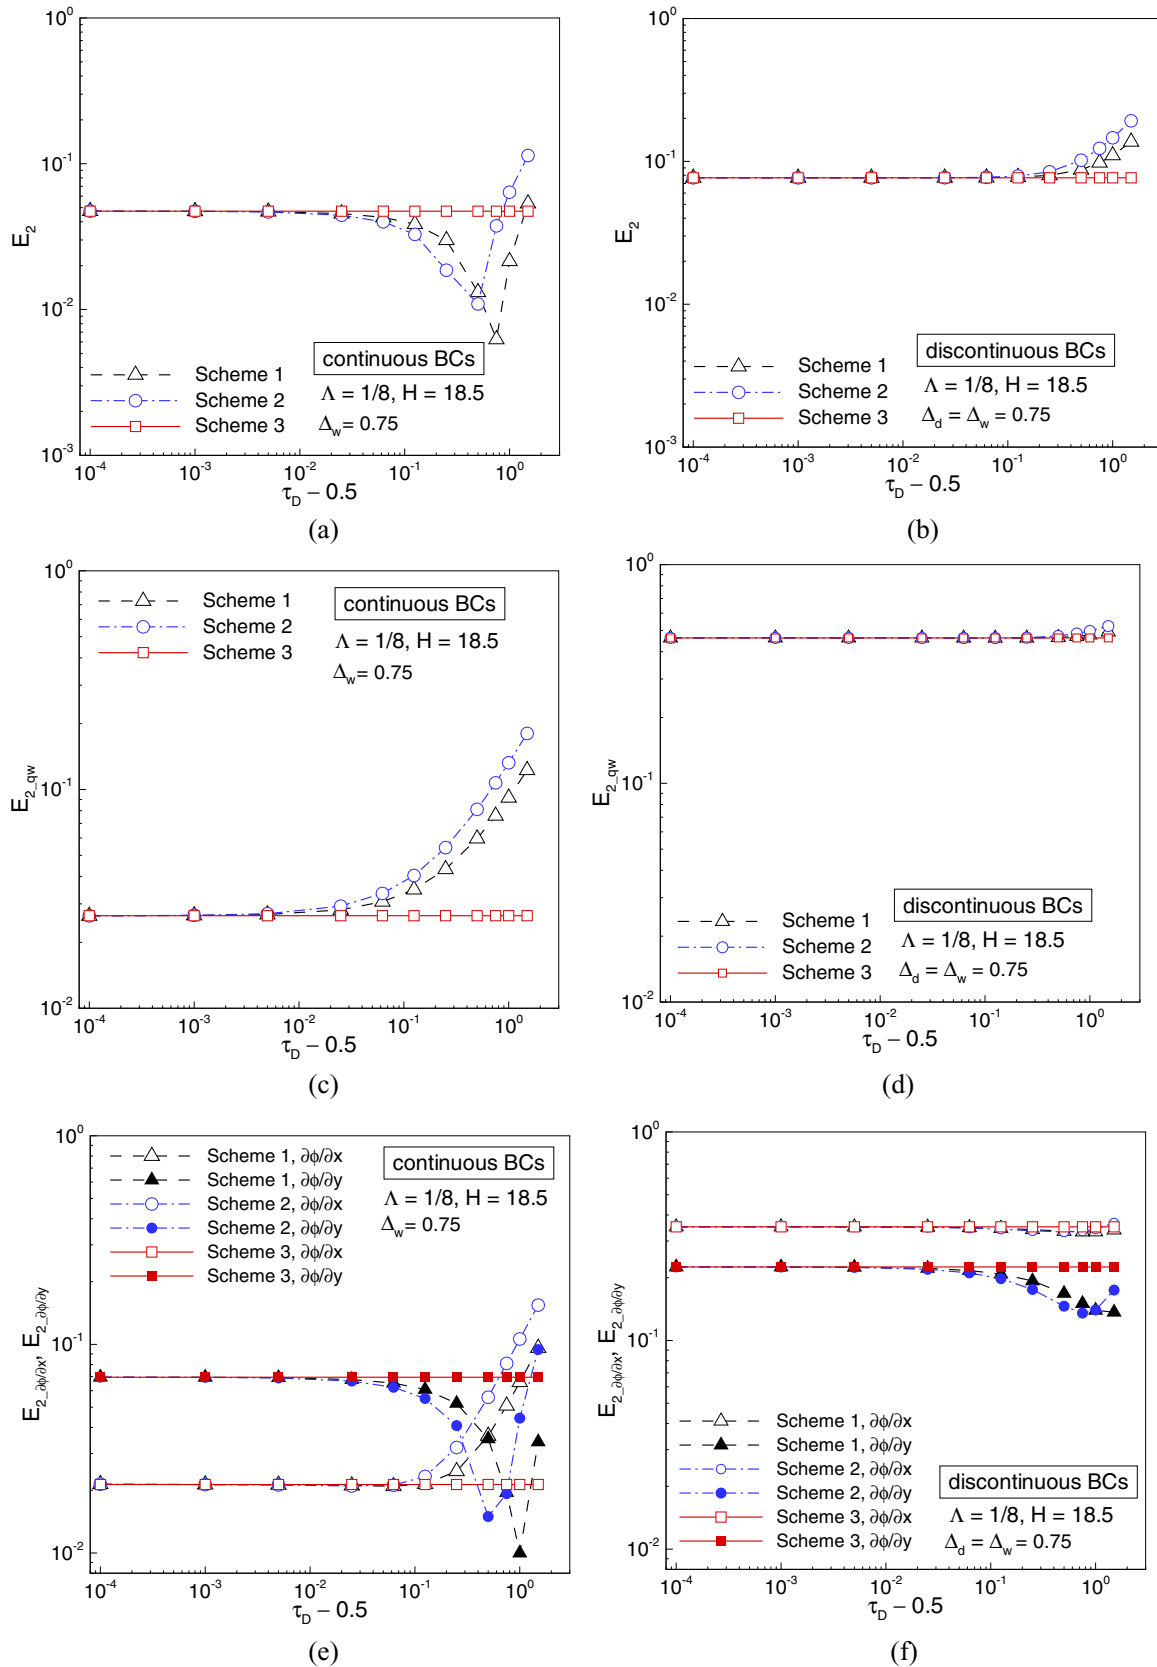 10^0
10^-1
10^-2
10^-3
E_2
Scheme 1
Scheme 2
Scheme 3
continuous BCs
Λ = 1/8, H = 18.5
Δ_w = 0.75
10^-4 10^-3 10^-2 10^-1 10^0
τ_D – 0.5
(a)
10^0
10^-1
10^-2
10^-3
E_2
Scheme 1
Scheme 2
Scheme 3
discontinuous BCs
Λ = 1/8, H = 18.5
Δ_d = Δ_w = 0.75
10^-4 10^-3 10^-2 10^-1 10^0
τ_D – 0.5
(b)
10^0
10^-1
10^-2
E_2_qw
Scheme 1
Scheme 2
Scheme 3
continuous BCs
Λ = 1/8, H = 18.5
Δ_w = 0.75
10^-4 10^-3 10^-2 10^-1 10^0
τ_D – 0.5
(c)
10^0
10^-1
10^-2
E_2_qw
Scheme 1
Scheme 2
Scheme 3
discontinuous BCs
Λ = 1/8, H = 18.5
Δ_d = Δ_w = 0.75
10^-4 10^-3 10^-2 10^-1 10^0
τ_D – 0.5
(d)
10^0
10^-1
10^-2
E_2_∂ϕ/∂x, E_2_∂ϕ/∂y
Scheme 1, ∂ϕ/∂x
Scheme 1, ∂ϕ/∂y
Scheme 2, ∂ϕ/∂x
Scheme 2, ∂ϕ/∂y
Scheme 3, ∂ϕ/∂x
Scheme 3, ∂ϕ/∂y
continuous BCs
Λ = 1/8, H = 18.5
Δ_w = 0.75
10^-4 10^-3 10^-2 10^-1 10^0
τ_D – 0.5
(e)
10^0
10^-1
10^-2
E_2_∂ϕ/∂x, E_2_∂ϕ/∂y
Scheme 1, ∂ϕ/∂x
Scheme 1, ∂ϕ/∂y
Scheme 2, ∂ϕ/∂x
Scheme 2, ∂ϕ/∂y
Scheme 3, ∂ϕ/∂x
Scheme 3, ∂ϕ/∂y
discontinuous BCs
Λ = 1/8, H = 18.5
Δ_d = Δ_w = 0.75
10^-4 10^-3 10^-2 10^-1 10^0
τ_D – 0.5
(f)